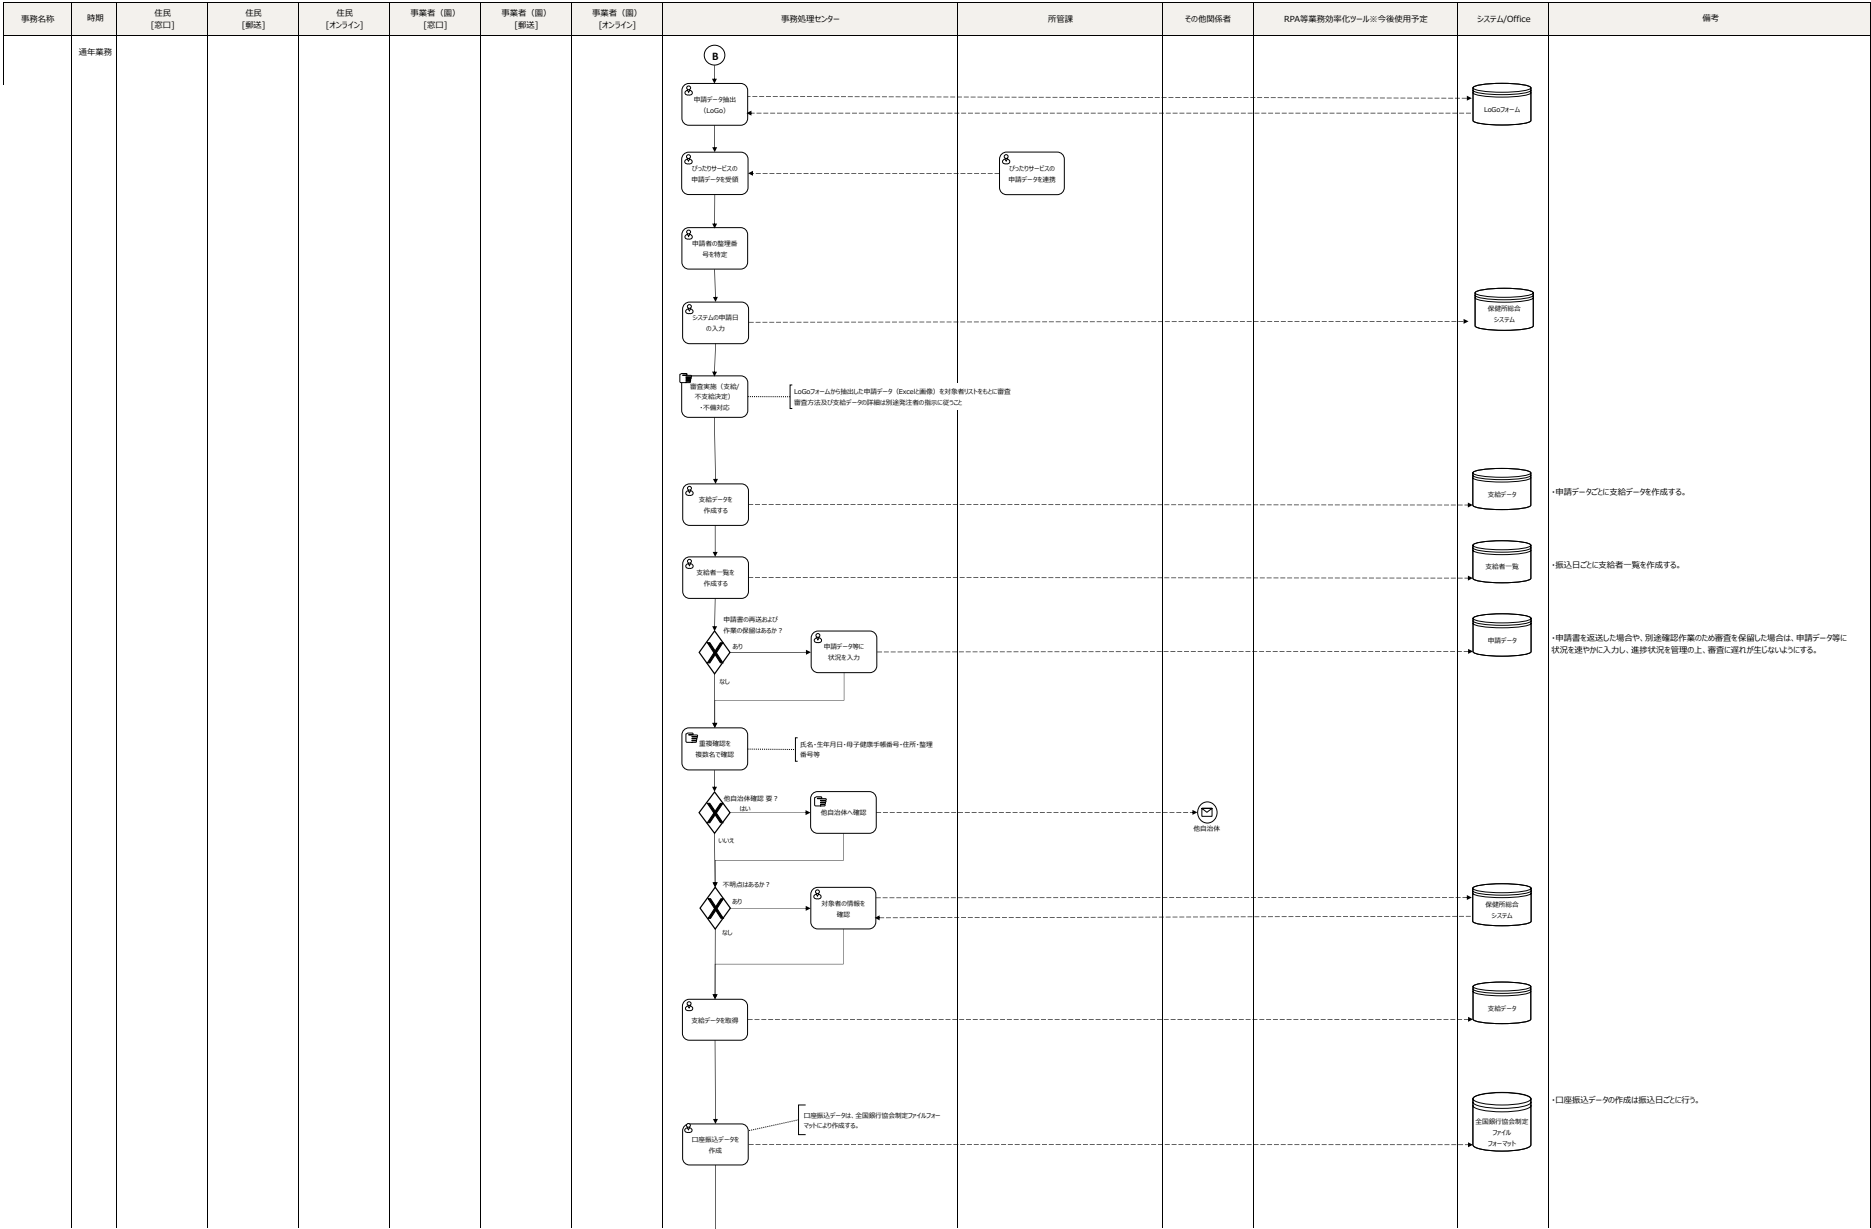 事務名称
時期
住民
[窓口]
住民
[郵送]
住民
[オンライン]
事業者（園）
[窓口]
事業者（園）
[郵送]
事業者（園）
[オンライン]
事務処理センター
所管課
その他関係者
RPA等業務効率化ツール※今後使用予定
システム/Office
備考
通年業務
B
申請データ抽出
（LoGo）
LoGoフォーム
ぴったりサービスの
申請データを受領
ぴったりサービスの
申請データを連携
申請者の整理番
号を特定
システムの申請日
の入力
保健所総合
システム
審査実施（支給/
不支給決定）
・不備対応
LoGoフォームから抽出した申請データ（Excelと画像）を対象者リストをもとに審査
審査方法及び支給データの詳細は別途発注者の指示に従うこと
支給データを
作成する
支給データ
・申請データごとに支給データを作成する。
支給者一覧を
作成する
支給者一覧
・振込日ごとに支給者一覧を作成する。
申請書の再送および
作業の保留はあるか？
あり
なし
申請データ等に
状況を入力
申請データ
・申請書を返送した場合や、別途確認作業のため審査を保留した場合は、申請データ等に
状況を速やかに入力し、進捗状況を管理の上、審査に遅れが生じないようにする。
重複確認を
複数名で確認
氏名・生年月日・母子健康手帳番号・住所・整理
番号等
他自治体確認 要？
はい
いいえ
他自治体へ確認
他自治体
不明点はあるか？
あり
なし
対象者の情報を
確認
保健所総合
システム
支給データを取得
支給データ
口座振込データは、全国銀行協会制定ファイルフォー
マットにより作成する。
口座振込データを
作成
全国銀行協会制定
ファイル
フォーマット
・口座振込データの作成は振込日ごとに行う。